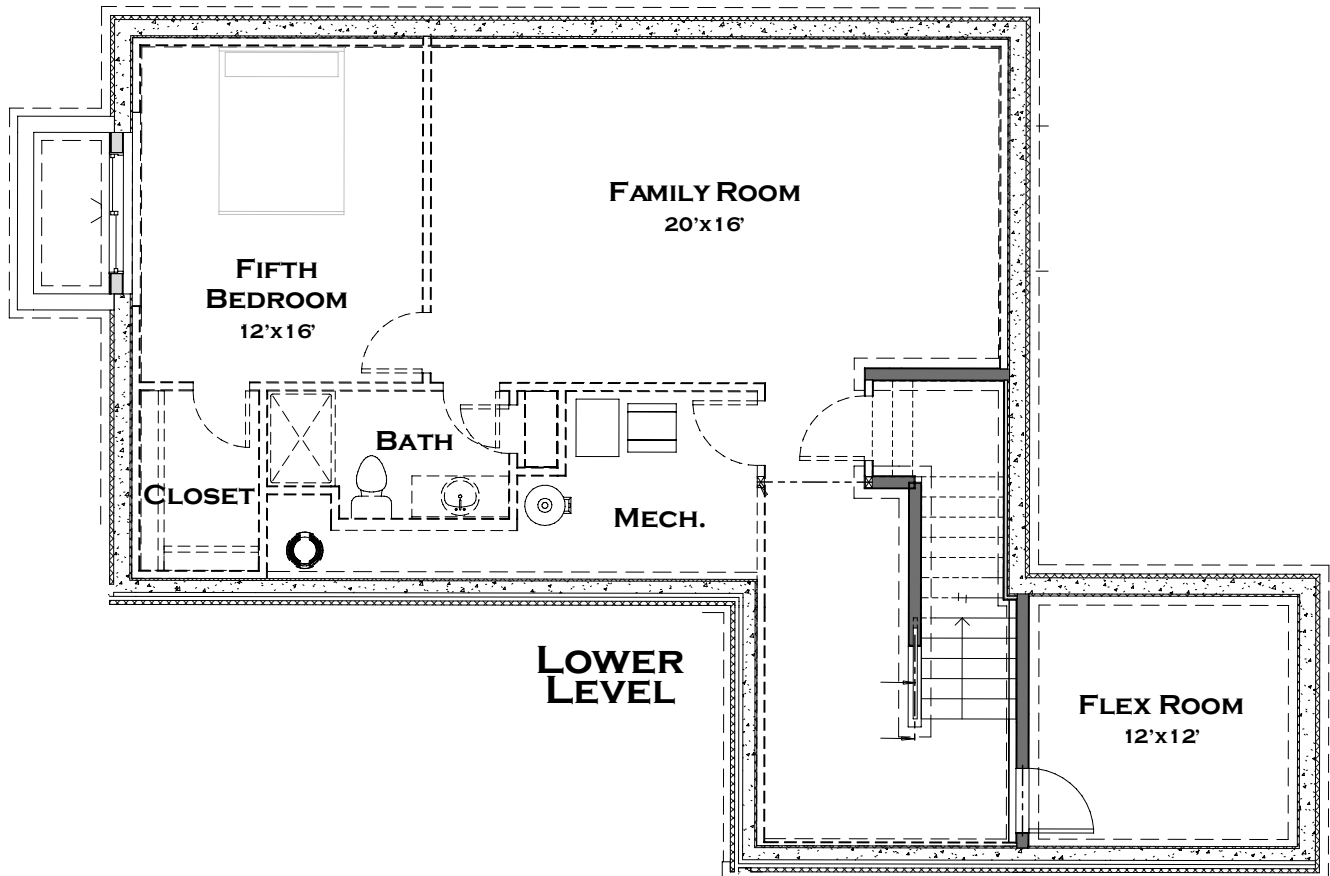 FAMILY ROOM
20'x16'
FIFTH
BEDROOM
12'x16'
BATH
CLOSET
MECH.
LOWER
LEVEL
FLEX ROOM
12'x12'